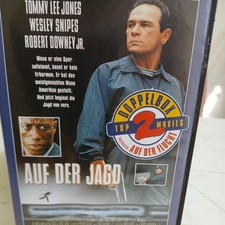 TOMMY LEE JONES
WESLEY SNIPES
ROBERT DOWNEY JR.
Wenn er eine Spur
aufnimmt, kennt er kein
Erbarmen. Er hat den
meistgesuchten Mann
Amerikas gestellt.
Und jetzt beginnt die
Jagd von vorn.
DOPPELBOX
TOP 2 MOVIES
AUF DER FLUCHT
AUF DER JAGD